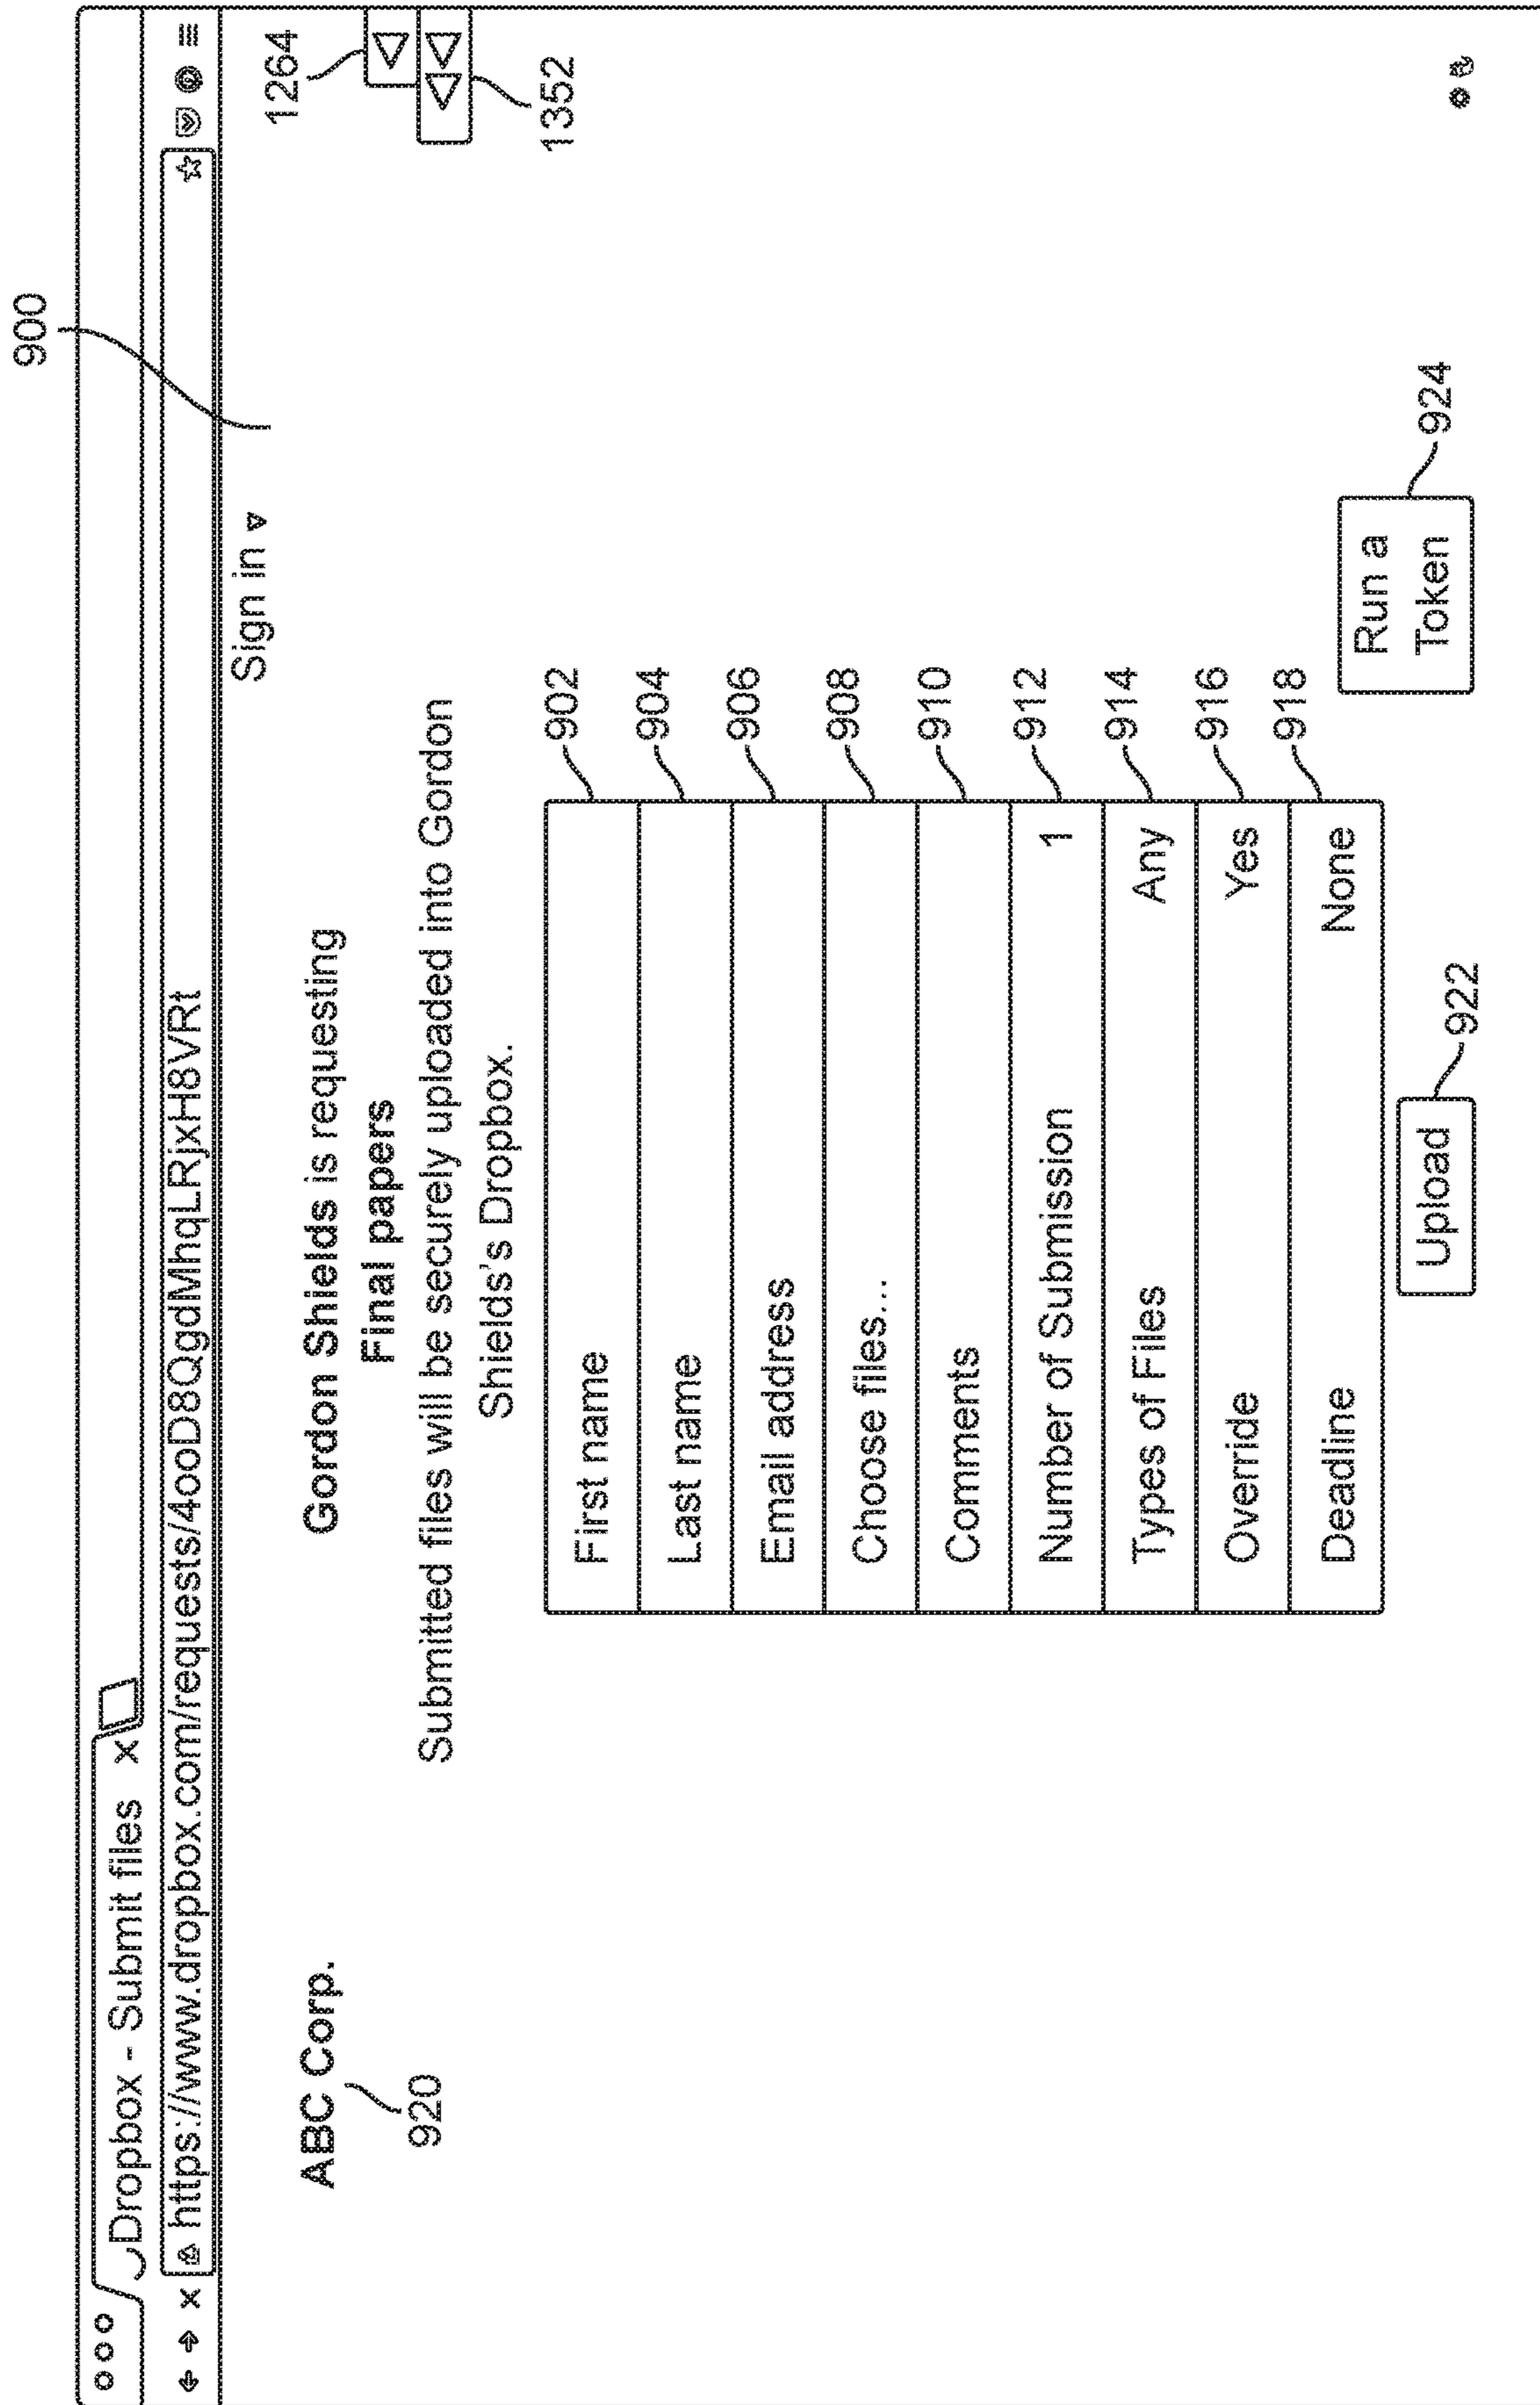 900
Dropbox - Submit files x
https://www.dropbox.com/requests/4ooD8QgdMhqLRjxH8VRt
Sign in
1264
1352
ABC Corp.
920
Gordon Shields is requesting
Final papers
Submitted files will be securely uploaded into Gordon
Shields's Dropbox.
First name 902
Last name 904
Email address 906
Choose files... 908
Comments 910
Number of Submission 1 912
Types of Files Any 914
Override Yes 916
Deadline None 918
Upload 922
Run a
Token
924